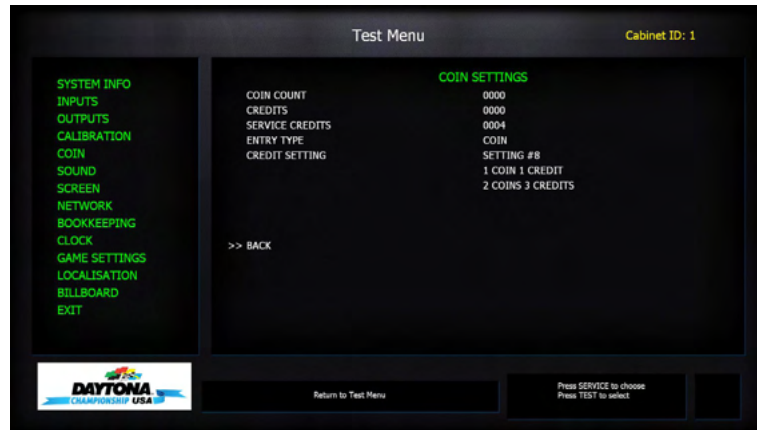 Test Menu
Cabinet ID: 1
SYSTEM INFO
INPUTS
OUTPUTS
CALIBRATION
COIN
SOUND
SCREEN
NETWORK
BOOKKEEPING
CLOCK
GAME SETTINGS
LOCALISATION
BILLBOARD
EXIT
COIN SETTINGS
COIN COUNT 0000
CREDITS 0000
SERVICE CREDITS 0004
ENTRY TYPE COIN
CREDIT SETTING SETTING #8
1 COIN 1 CREDIT
2 COINS 3 CREDITS
>> BACK
DAYTONA
CHAMPIONSHIP USA
Return to Test Menu
Press SERVICE to choose
Press TEST to select